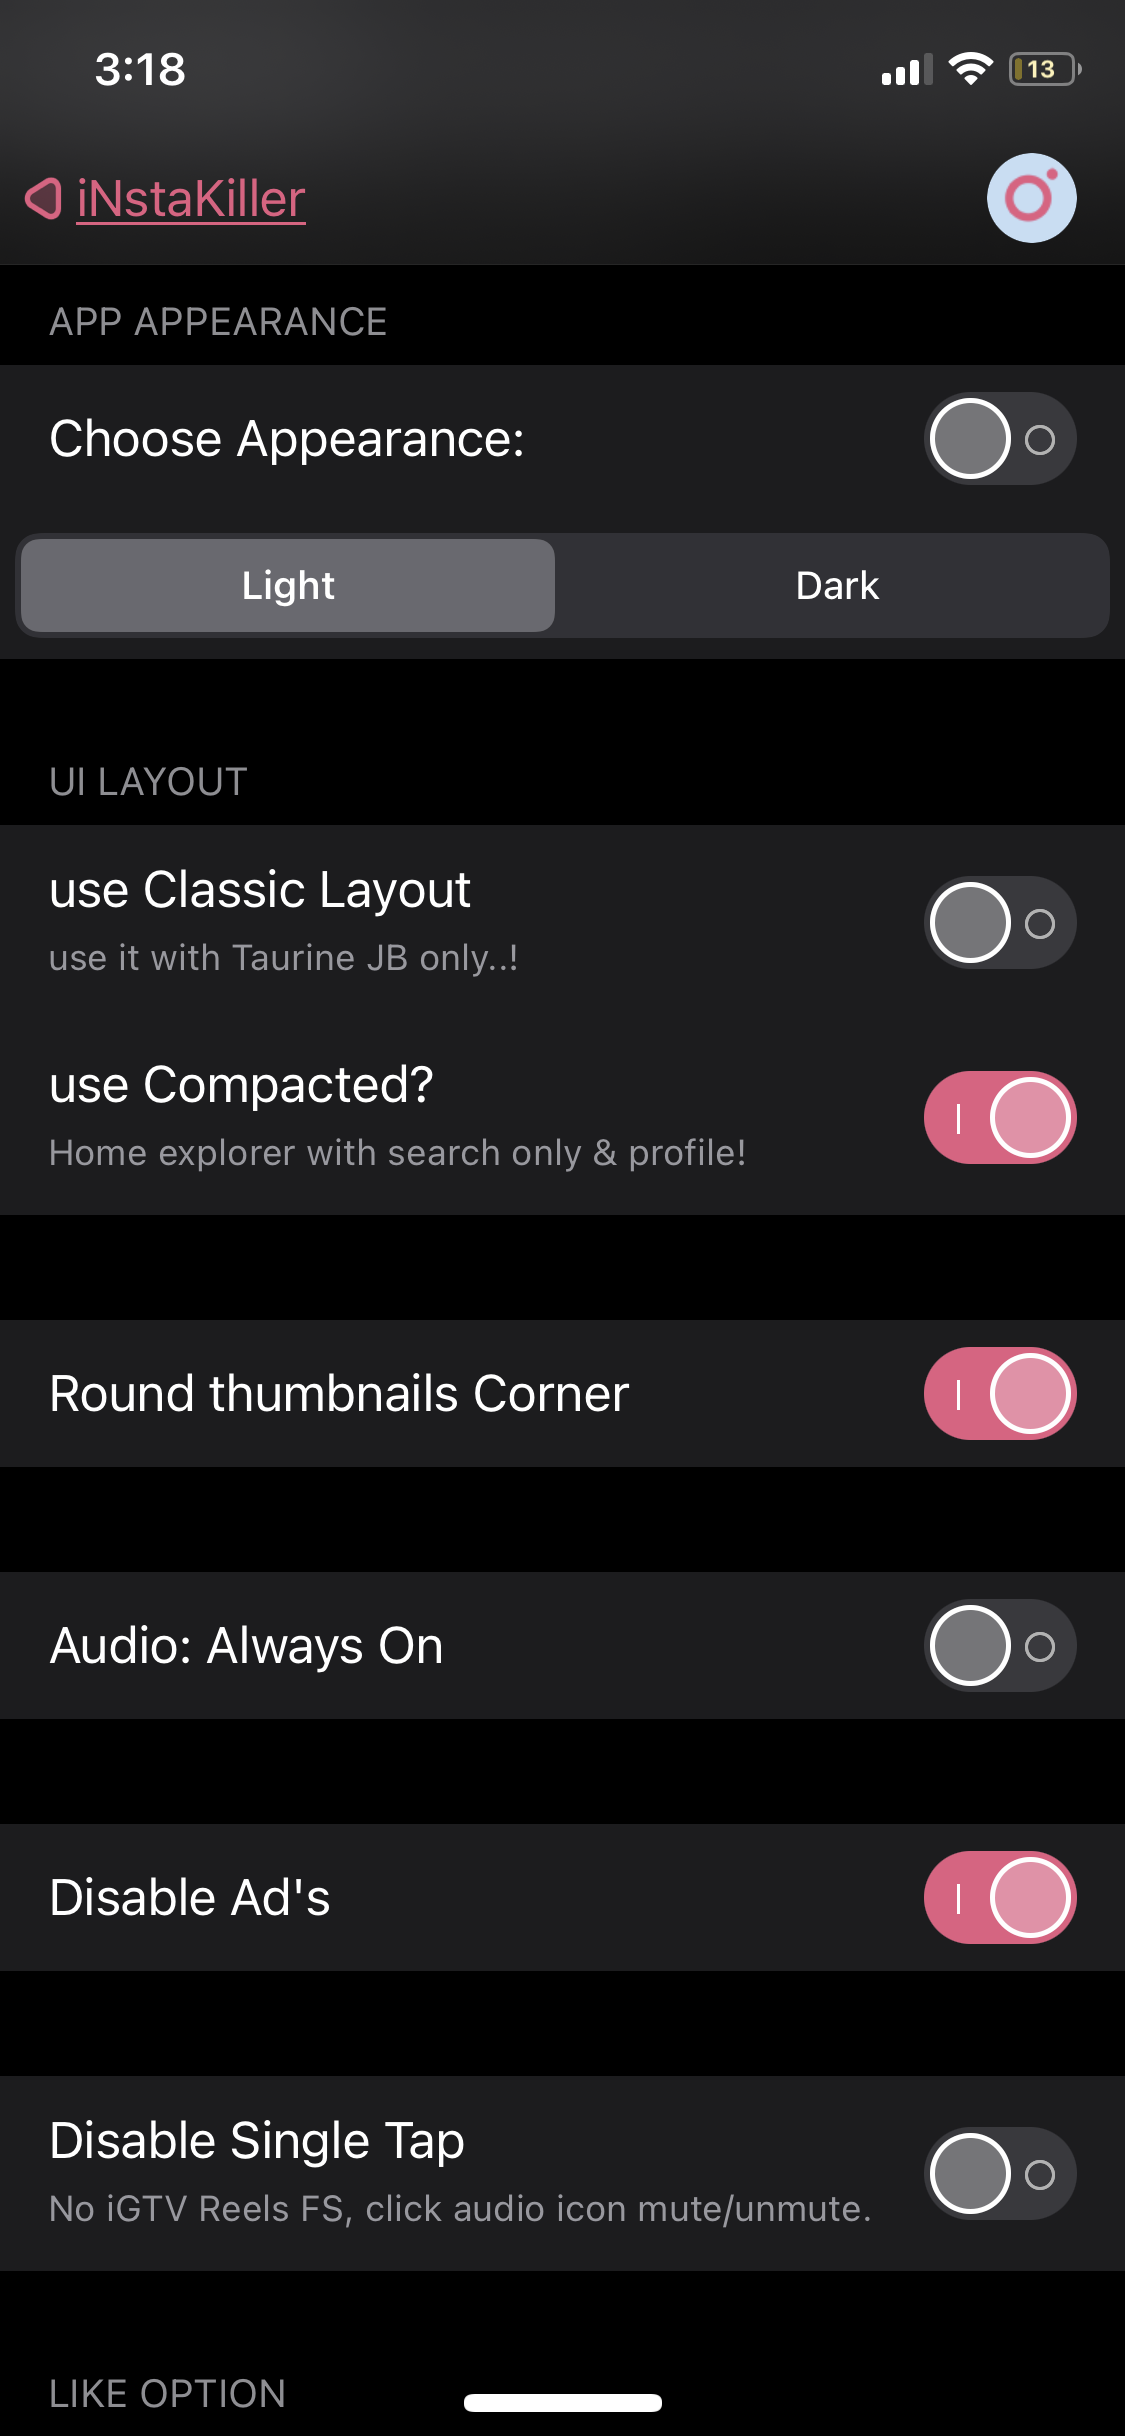 3:18
13
iNstaKiller
APP APPEARANCE
Choose Appearance:
Light
Dark
UI LAYOUT
use Classic Layout
use it with Taurine JB only..!
use Compacted?
Home explorer with search only & profile!
Round thumbnails Corner
Audio: Always On
Disable Ad's
Disable Single Tap
No iGTV Reels FS, click audio icon mute/unmute.
LIKE OPTION